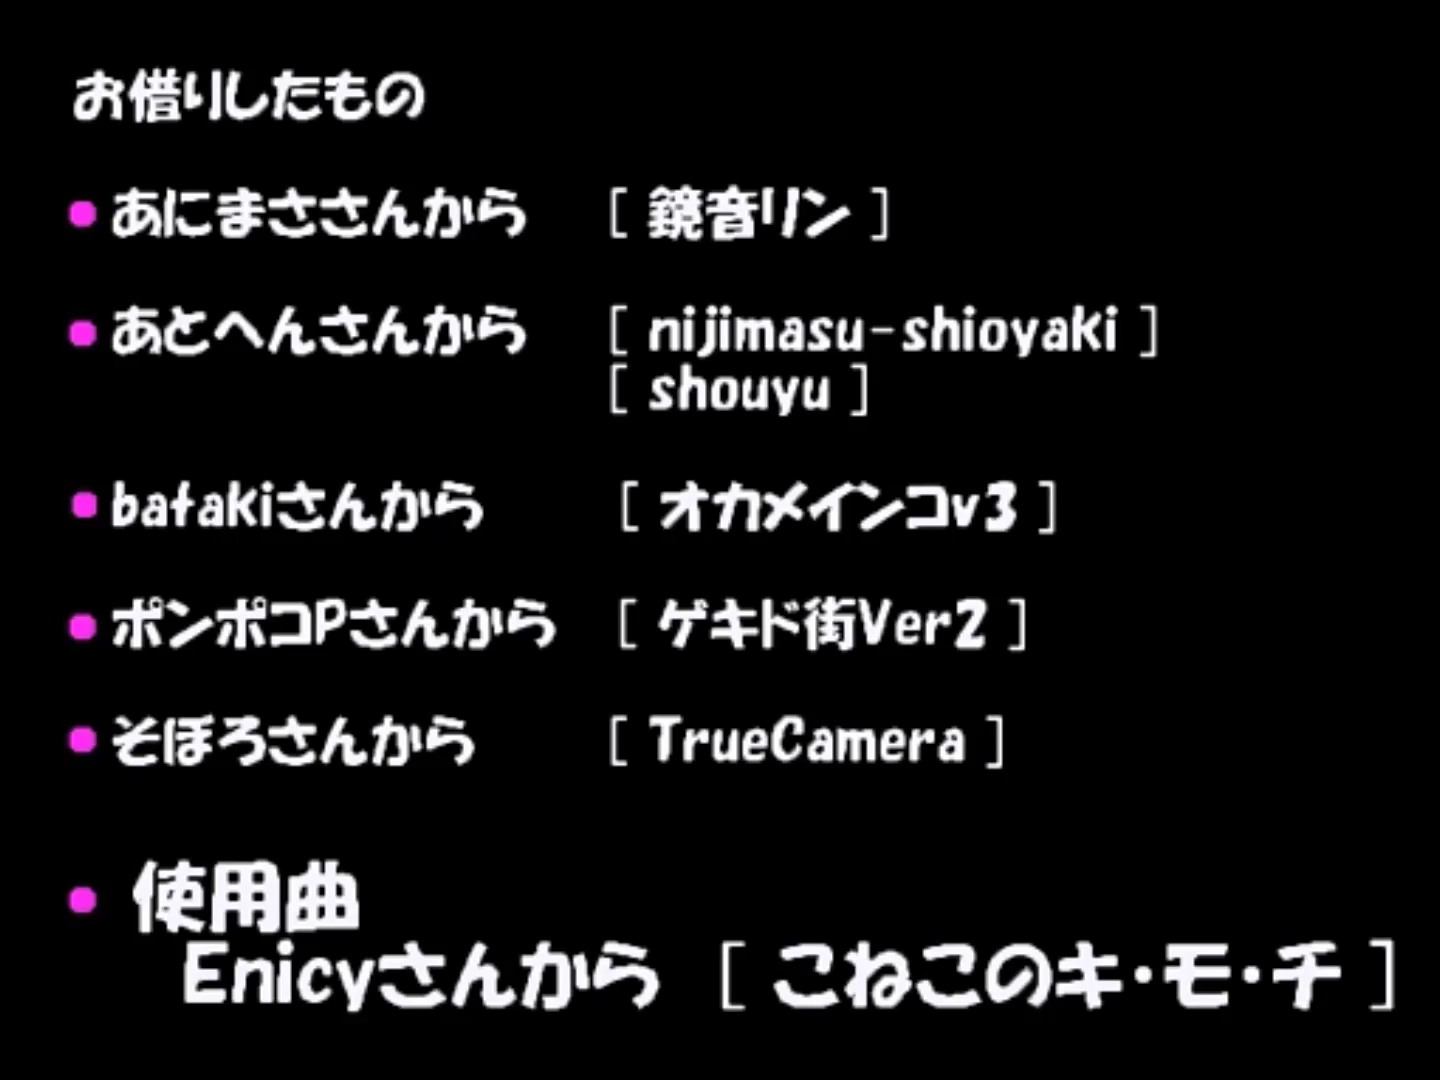 お借りしたもの
•あにまささんから [ 鏡音リン ]
•あとへんさんから [ nijimasu-shioyaki ]
[ shouyu ]
•batakiさんから [ オカメインコv3 ]
•ポンポコPさんから [ ゲキド街Ver2 ]
•そぼろさんから [ TrueCamera ]
• 使用曲
Enicyさんから [ こねこのキ・モ・チ ]